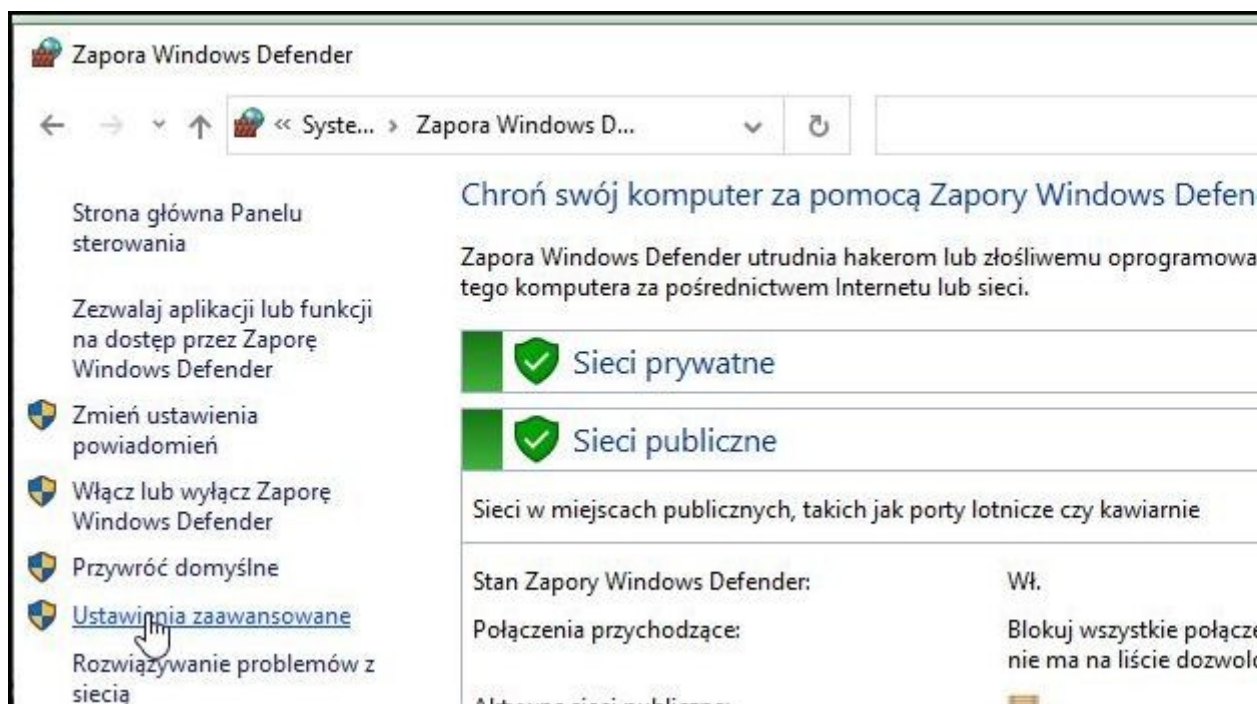 Zapora Windows Defender
« Syste... › Zapora Windows D...
Strona główna Panelu
sterowania
Zezwalaj aplikacji lub funkcji
na dostęp przez Zaporę
Windows Defender
Zmień ustawienia
powiadomień
Włącz lub wyłącz Zaporę
Windows Defender
Przywróć domyślne
Ustawienia zaawansowane
Rozwiązywanie problemów z
siecią
Chroń swój komputer za pomocą Zapory Windows Defen
Zapora Windows Defender utrudnia hakerom lub złośliwemu oprogramowa
tego komputera za pośrednictwem Internetu lub sieci.
Sieci prywatne
Sieci publiczne
Sieci w miejscach publicznych, takich jak porty lotnicze czy kawiarnie
Stan Zapory Windows Defender: Wł.
Połączenia przychodzące: Blokuj wszystkie połącze
nie ma na liście dozwolo